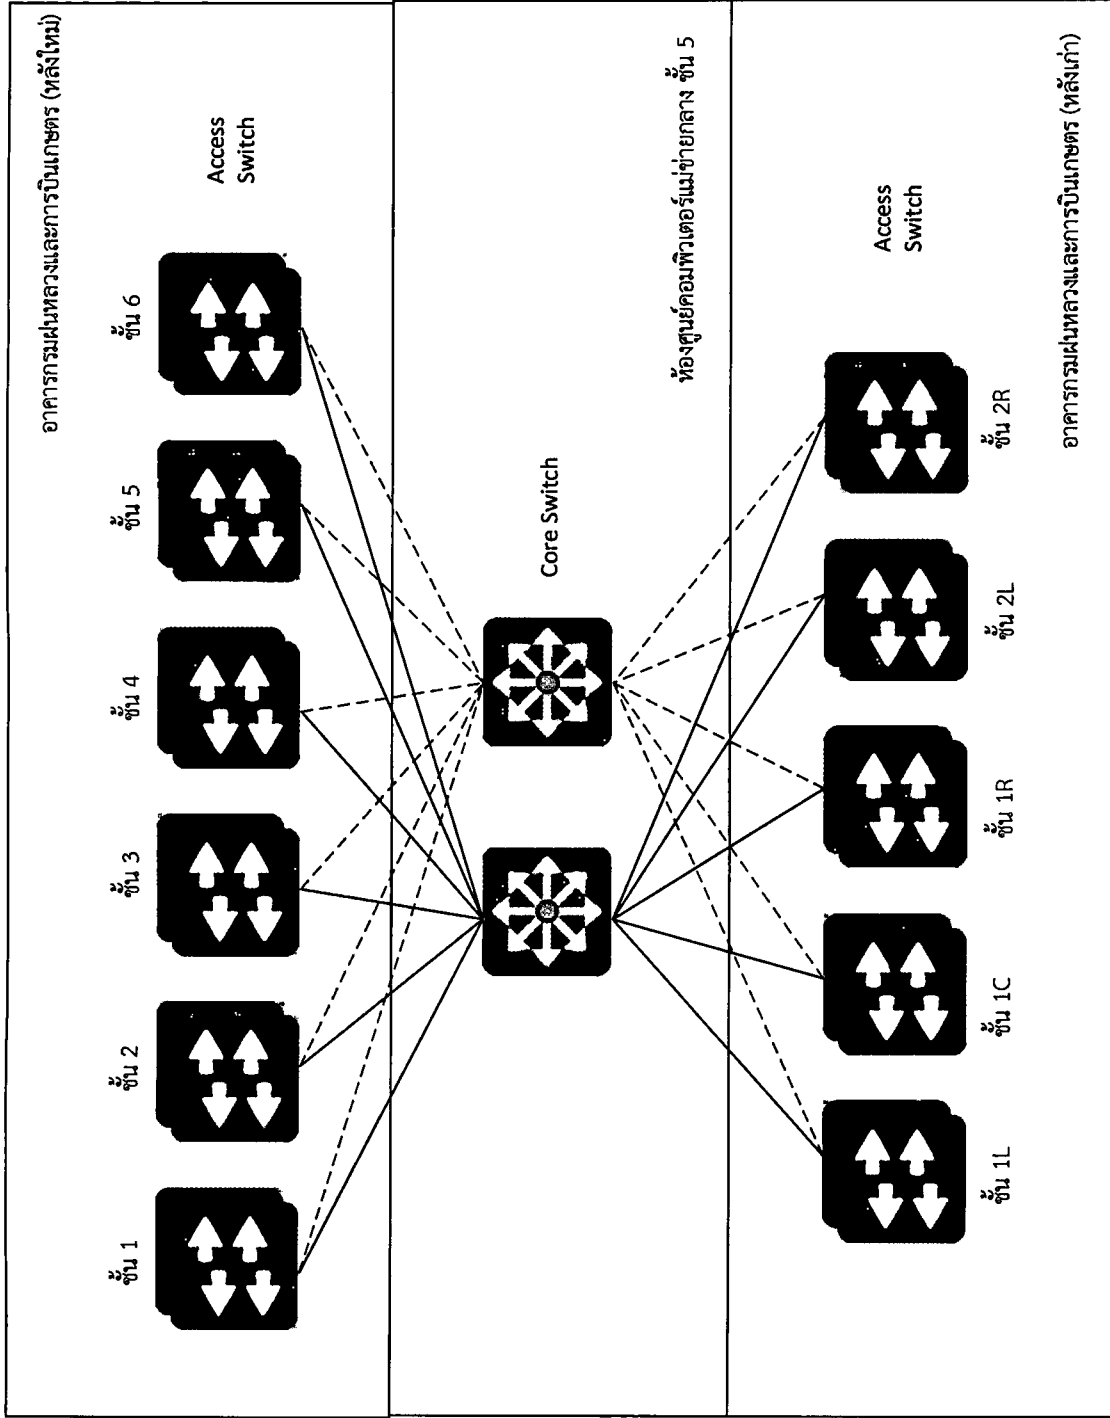 อาคารกรมฝนหลวงและการบินเกษตร (หลังใหม่)
ชั้น 1
ชั้น 2
ชั้น 3
ชั้น 4
ชั้น 5
ชั้น 6
Access
Switch
Core Switch
ห้องศูนย์คอมพิวเตอร์แม่ข่ายกลาง ชั้น 5
Access
Switch
ชั้น 1L
ชั้น 1C
ชั้น 1R
ชั้น 2L
ชั้น 2R
อาคารกรมฝนหลวงและการบินเกษตร (หลังเก่า)